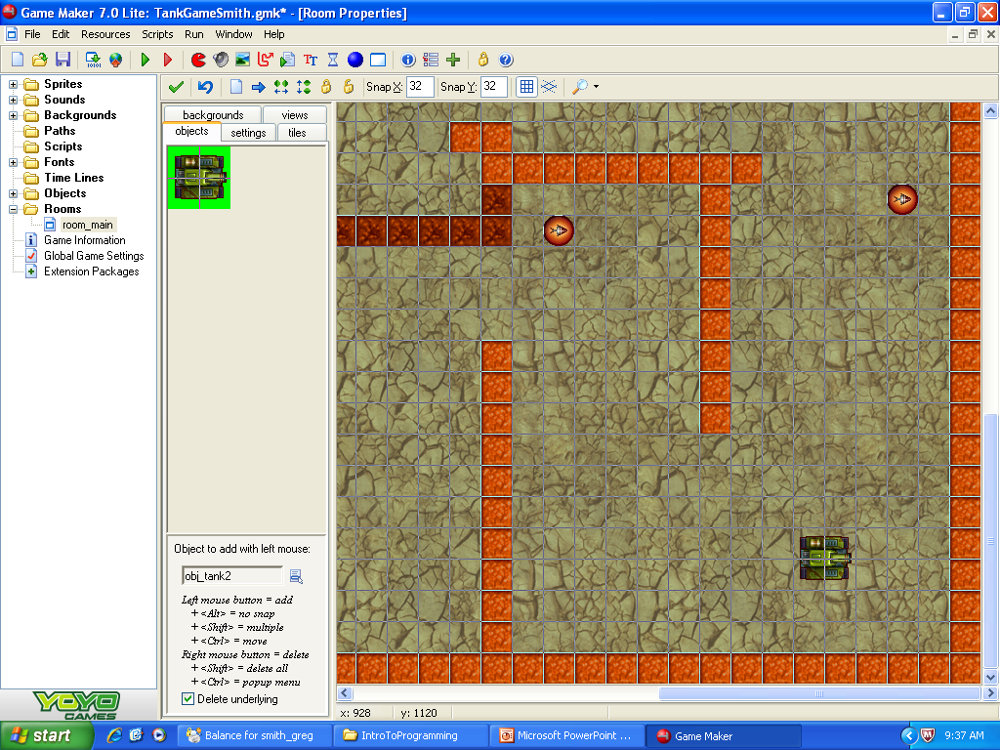 Game Maker 7.0 Lite: TankGameSmith.gmk* - [Room Properties]
File Edit Resources Scripts Run Window Help
Snap X: 32 Snap Y: 32
Sprites
Sounds
Backgrounds
Paths
Scripts
Fonts
Time Lines
Objects
Rooms
room_main
Game Information
Global Game Settings
Extension Packages
YOYO
GAMES
backgrounds views
objects settings tiles
Object to add with left mouse:
obj_tank2
Left mouse button = add
+ <Alt> = no snap
+ <Shift> = multiple
+ <Ctrl> = move
Right mouse button = delete
+ <Shift> = delete all
+ <Ctrl> = popup menu
Delete underlying
x: 928 y: 1120
start Balance for smith_greg IntroToProgramming Microsoft PowerPoint ... Game Maker 9:37 AM